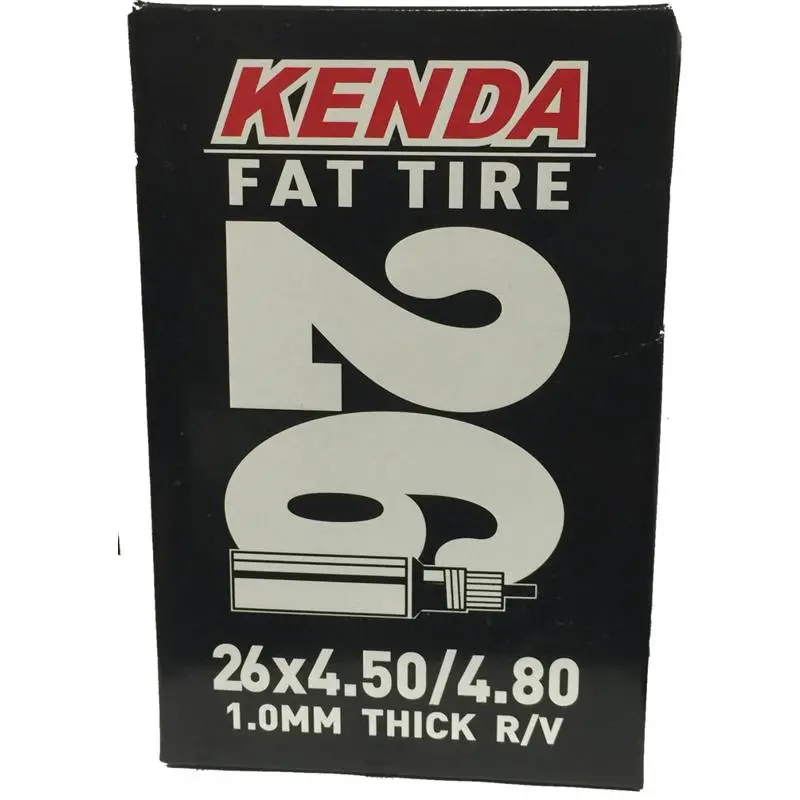 KENDA
FAT TIRE
26
26x4.50/4.80
1.0MM THICK R/V